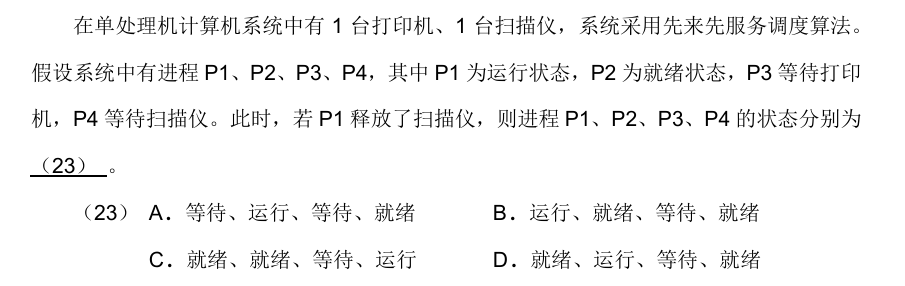 在单处理机计算机系统中有 1 台打印机、1 台扫描仪，系统采用先来先服务调度算法。
假设系统中有进程 P1、P2、P3、P4，其中 P1 为运行状态，P2 为就绪状态，P3 等待打印
机，P4 等待扫描仪。此时，若 P1 释放了扫描仪，则进程 P1、P2、P3、P4 的状态分别为
（23） 。
（23） A．等待、运行、等待、就绪 B．运行、就绪、等待、就绪
C．就绪、就绪、等待、运行 D．就绪、运行、等待、就绪